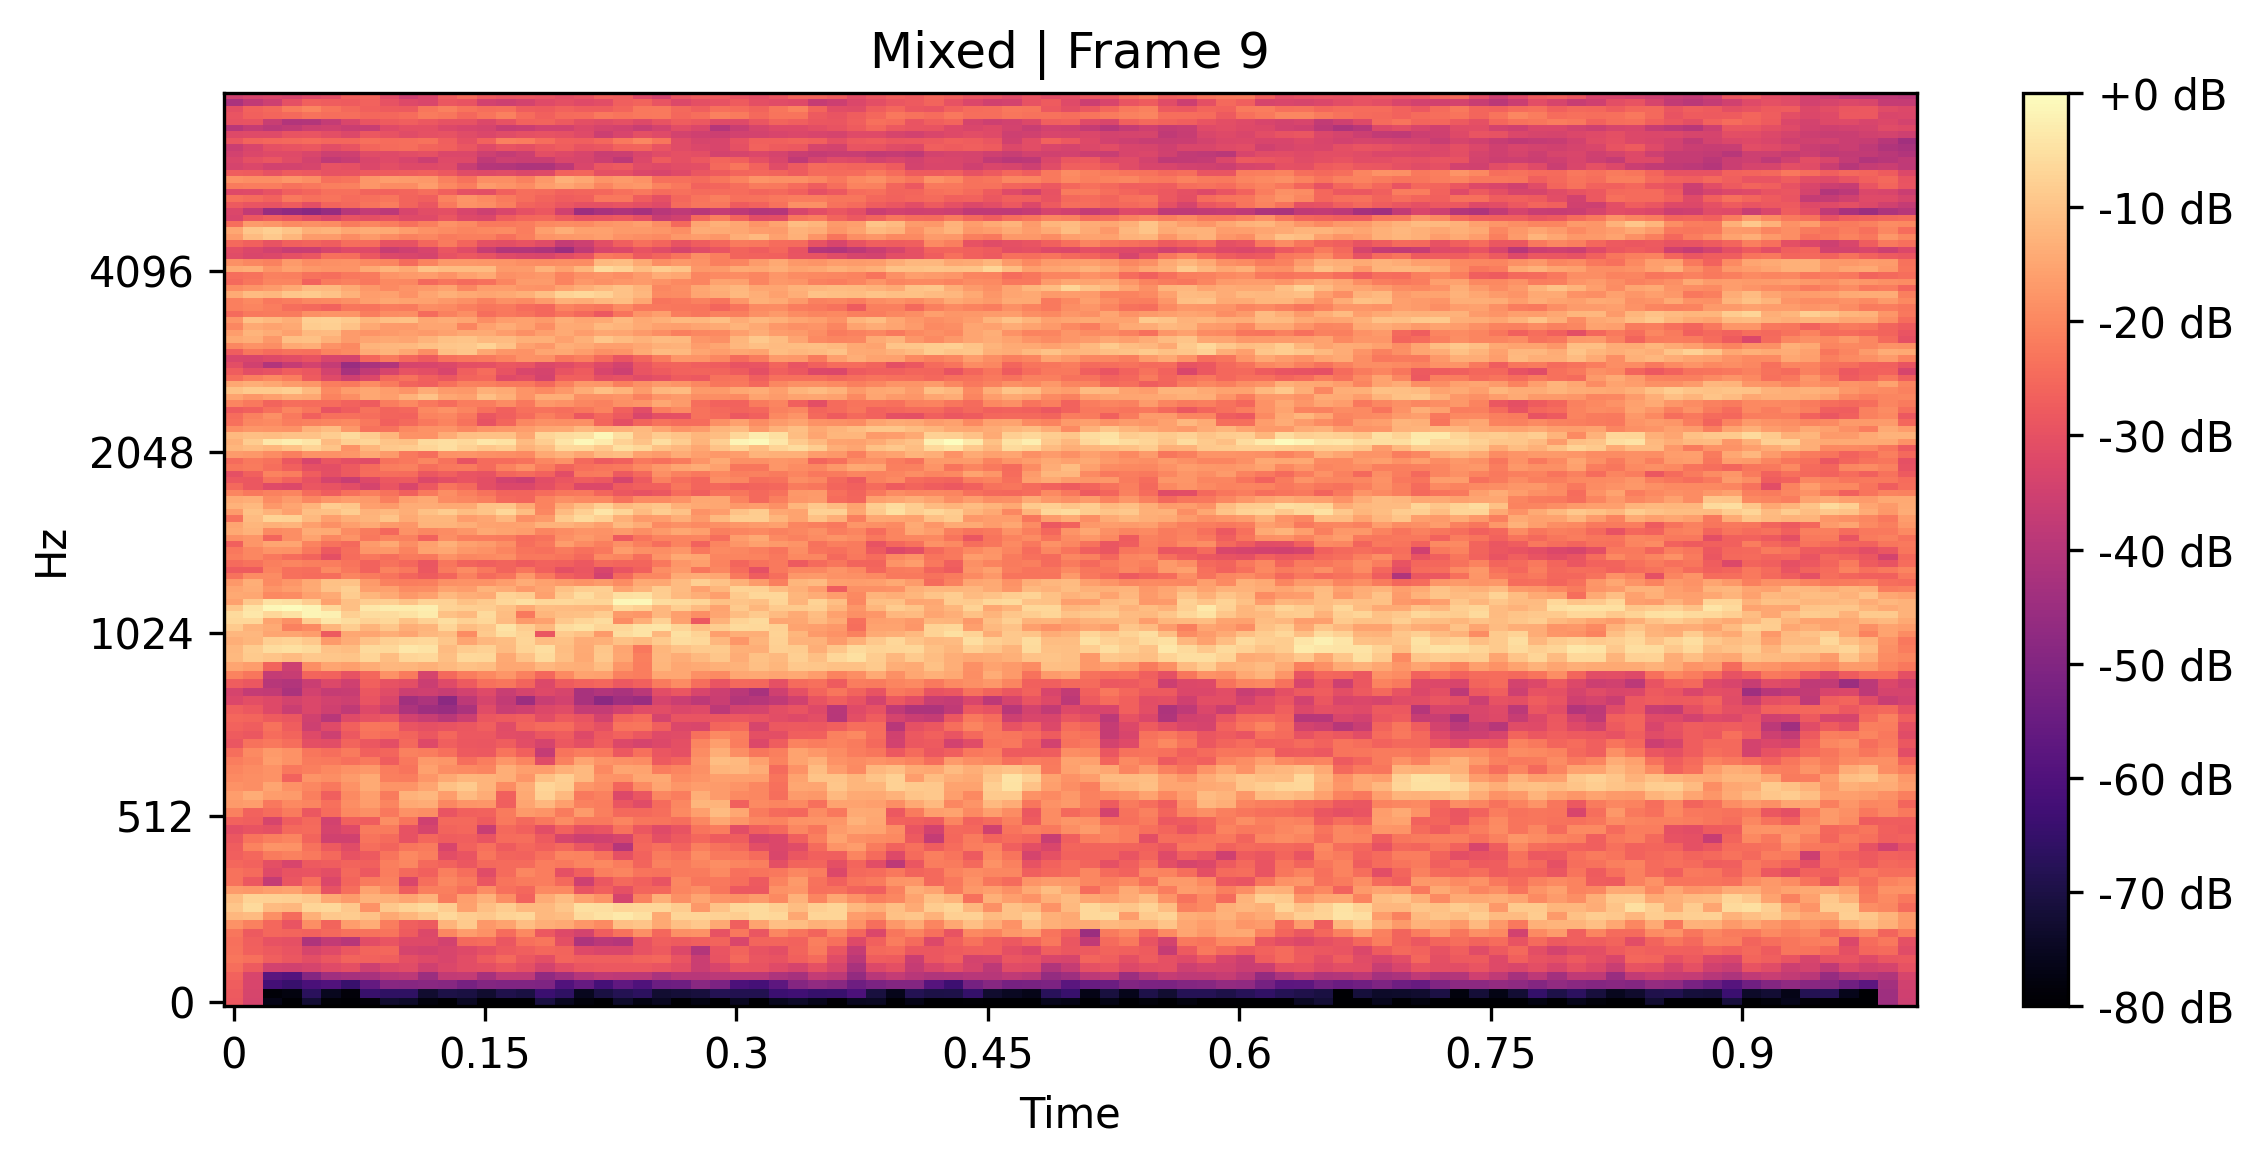 Mixed | Frame 9
+0 dB
-10 dB
-20 dB
-30 dB
-40 dB
-50 dB
-60 dB
-70 dB
-80 dB
Hz
4096
2048
1024
512
0
0 0.15 0.3 0.45 0.6 0.75 0.9
Time